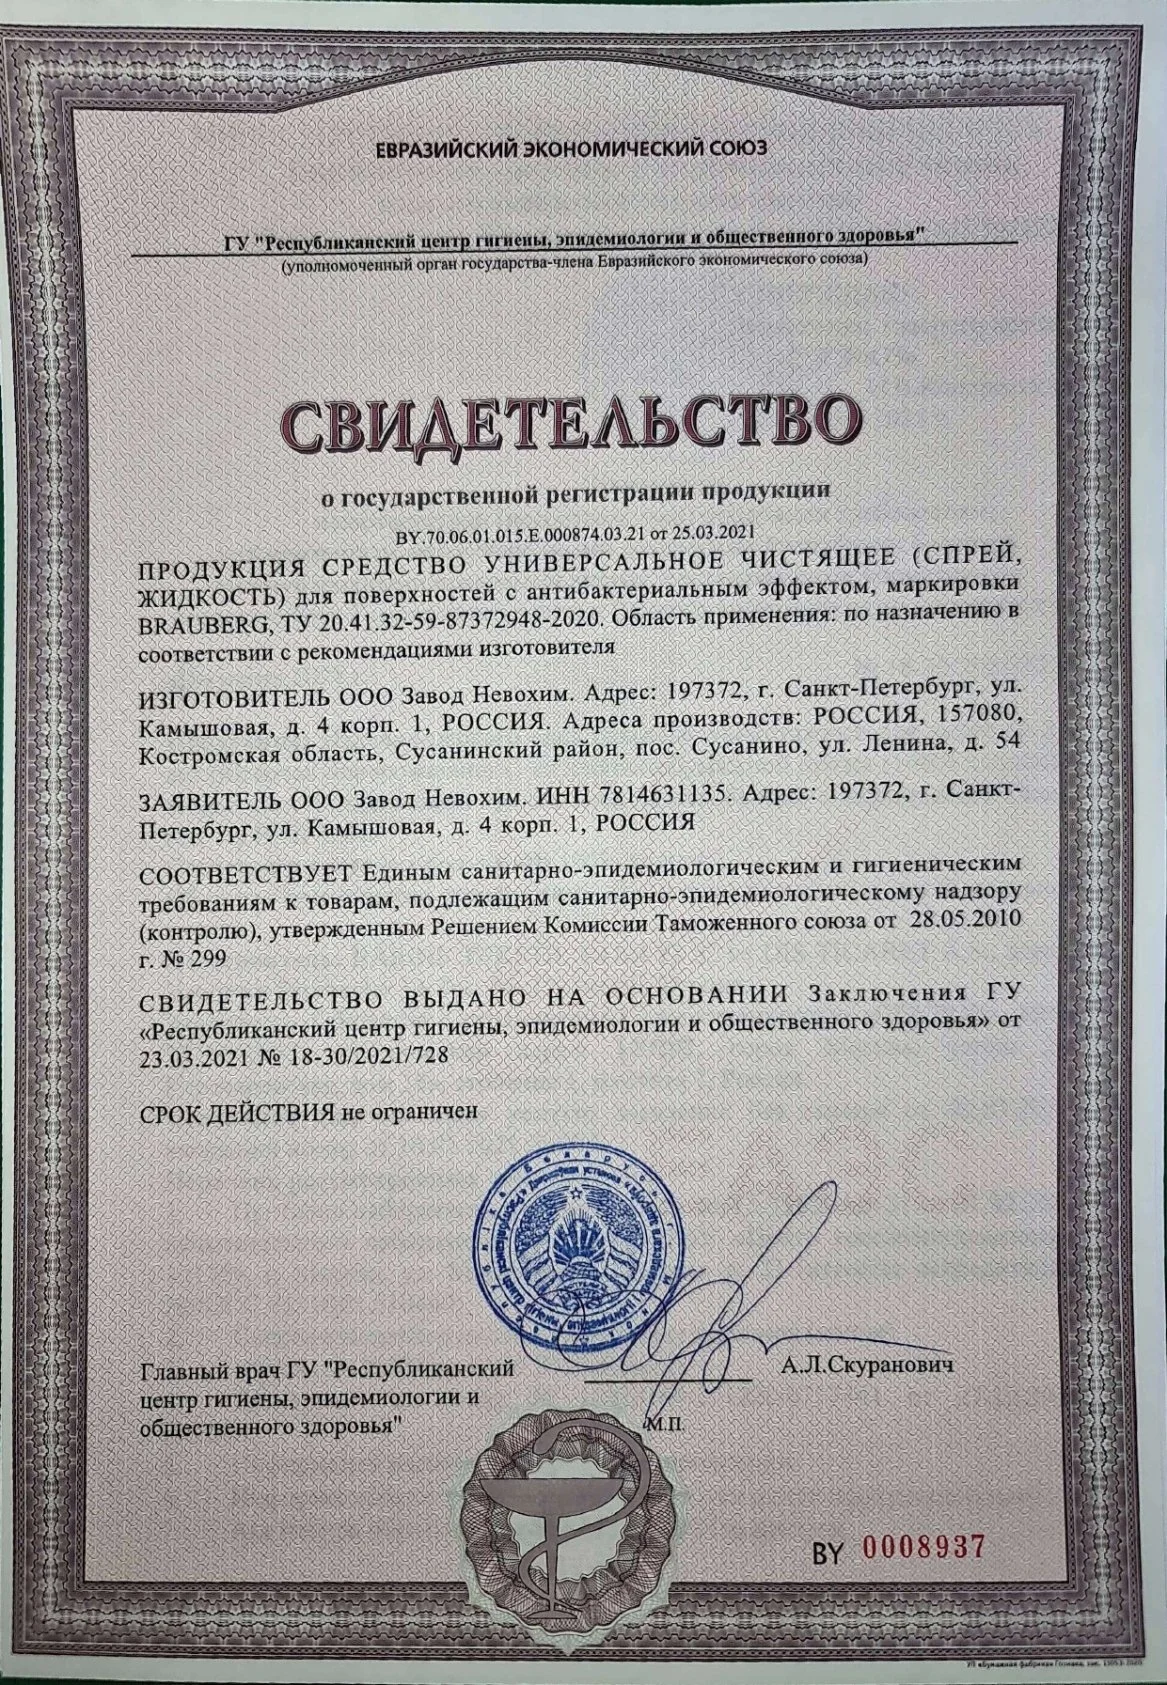 ЕВРАЗИЙСКИЙ ЭКОНОМИЧЕСКИЙ СОЮЗ
ГУ "Республиканский центр гигиены, эпидемиологии и общественного здоровья"
(уполномоченный орган государства-члена Евразийского экономического союза)
СВИДЕТЕЛЬСТВО
о государственной регистрации продукции
BY.70.06.01.015.Е.000874.03.21 от 25.03.2021
ПРОДУКЦИЯ СРЕДСТВО УНИВЕРСАЛЬНОЕ ЧИСТЯЩЕЕ (СПРЕЙ,
ЖИДКОСТЬ) для поверхностей с антибактериальным эффектом, маркировки
BRAUBERG, ТУ 20.41.32-59-87372948-2020. Область применения: по назначению в
соответствии с рекомендациями изготовителя
ИЗГОТОВИТЕЛЬ ООО Завод Невохим. Адрес: 197372, г. Санкт-Петербург, ул.
Камышовая, д. 4 корп. 1, РОССИЯ. Адреса производств: РОССИЯ, 157080,
Костромская область, Сусанинский район, пос. Сусанино, ул. Ленина, д. 54
ЗАЯВИТЕЛЬ ООО Завод Невохим. ИНН 7814631135. Адрес: 197372, г. Санкт-
Петербург, ул. Камышовая, д. 4 корп. 1, РОССИЯ
СООТВЕТСТВУЕТ Единым санитарно-эпидемиологическим и гигиеническим
требованиям к товарам, подлежащим санитарно-эпидемиологическому надзору
(контролю), утвержденным Решением Комиссии Таможенного союза от 28.05.2010
г. № 299
СВИДЕТЕЛЬСТВО ВЫДАНО НА ОСНОВАНИИ Заключения ГУ
«Республиканский центр гигиены, эпидемиологии и общественного здоровья» от
23.03.2021 № 18-30/2021/728
СРОК ДЕЙСТВИЯ не ограничен
Главный врач ГУ "Республиканский
центр гигиены, эпидемиологии и
общественного здоровья"
А.Л.Скуранович
М.П.
BY 0008937